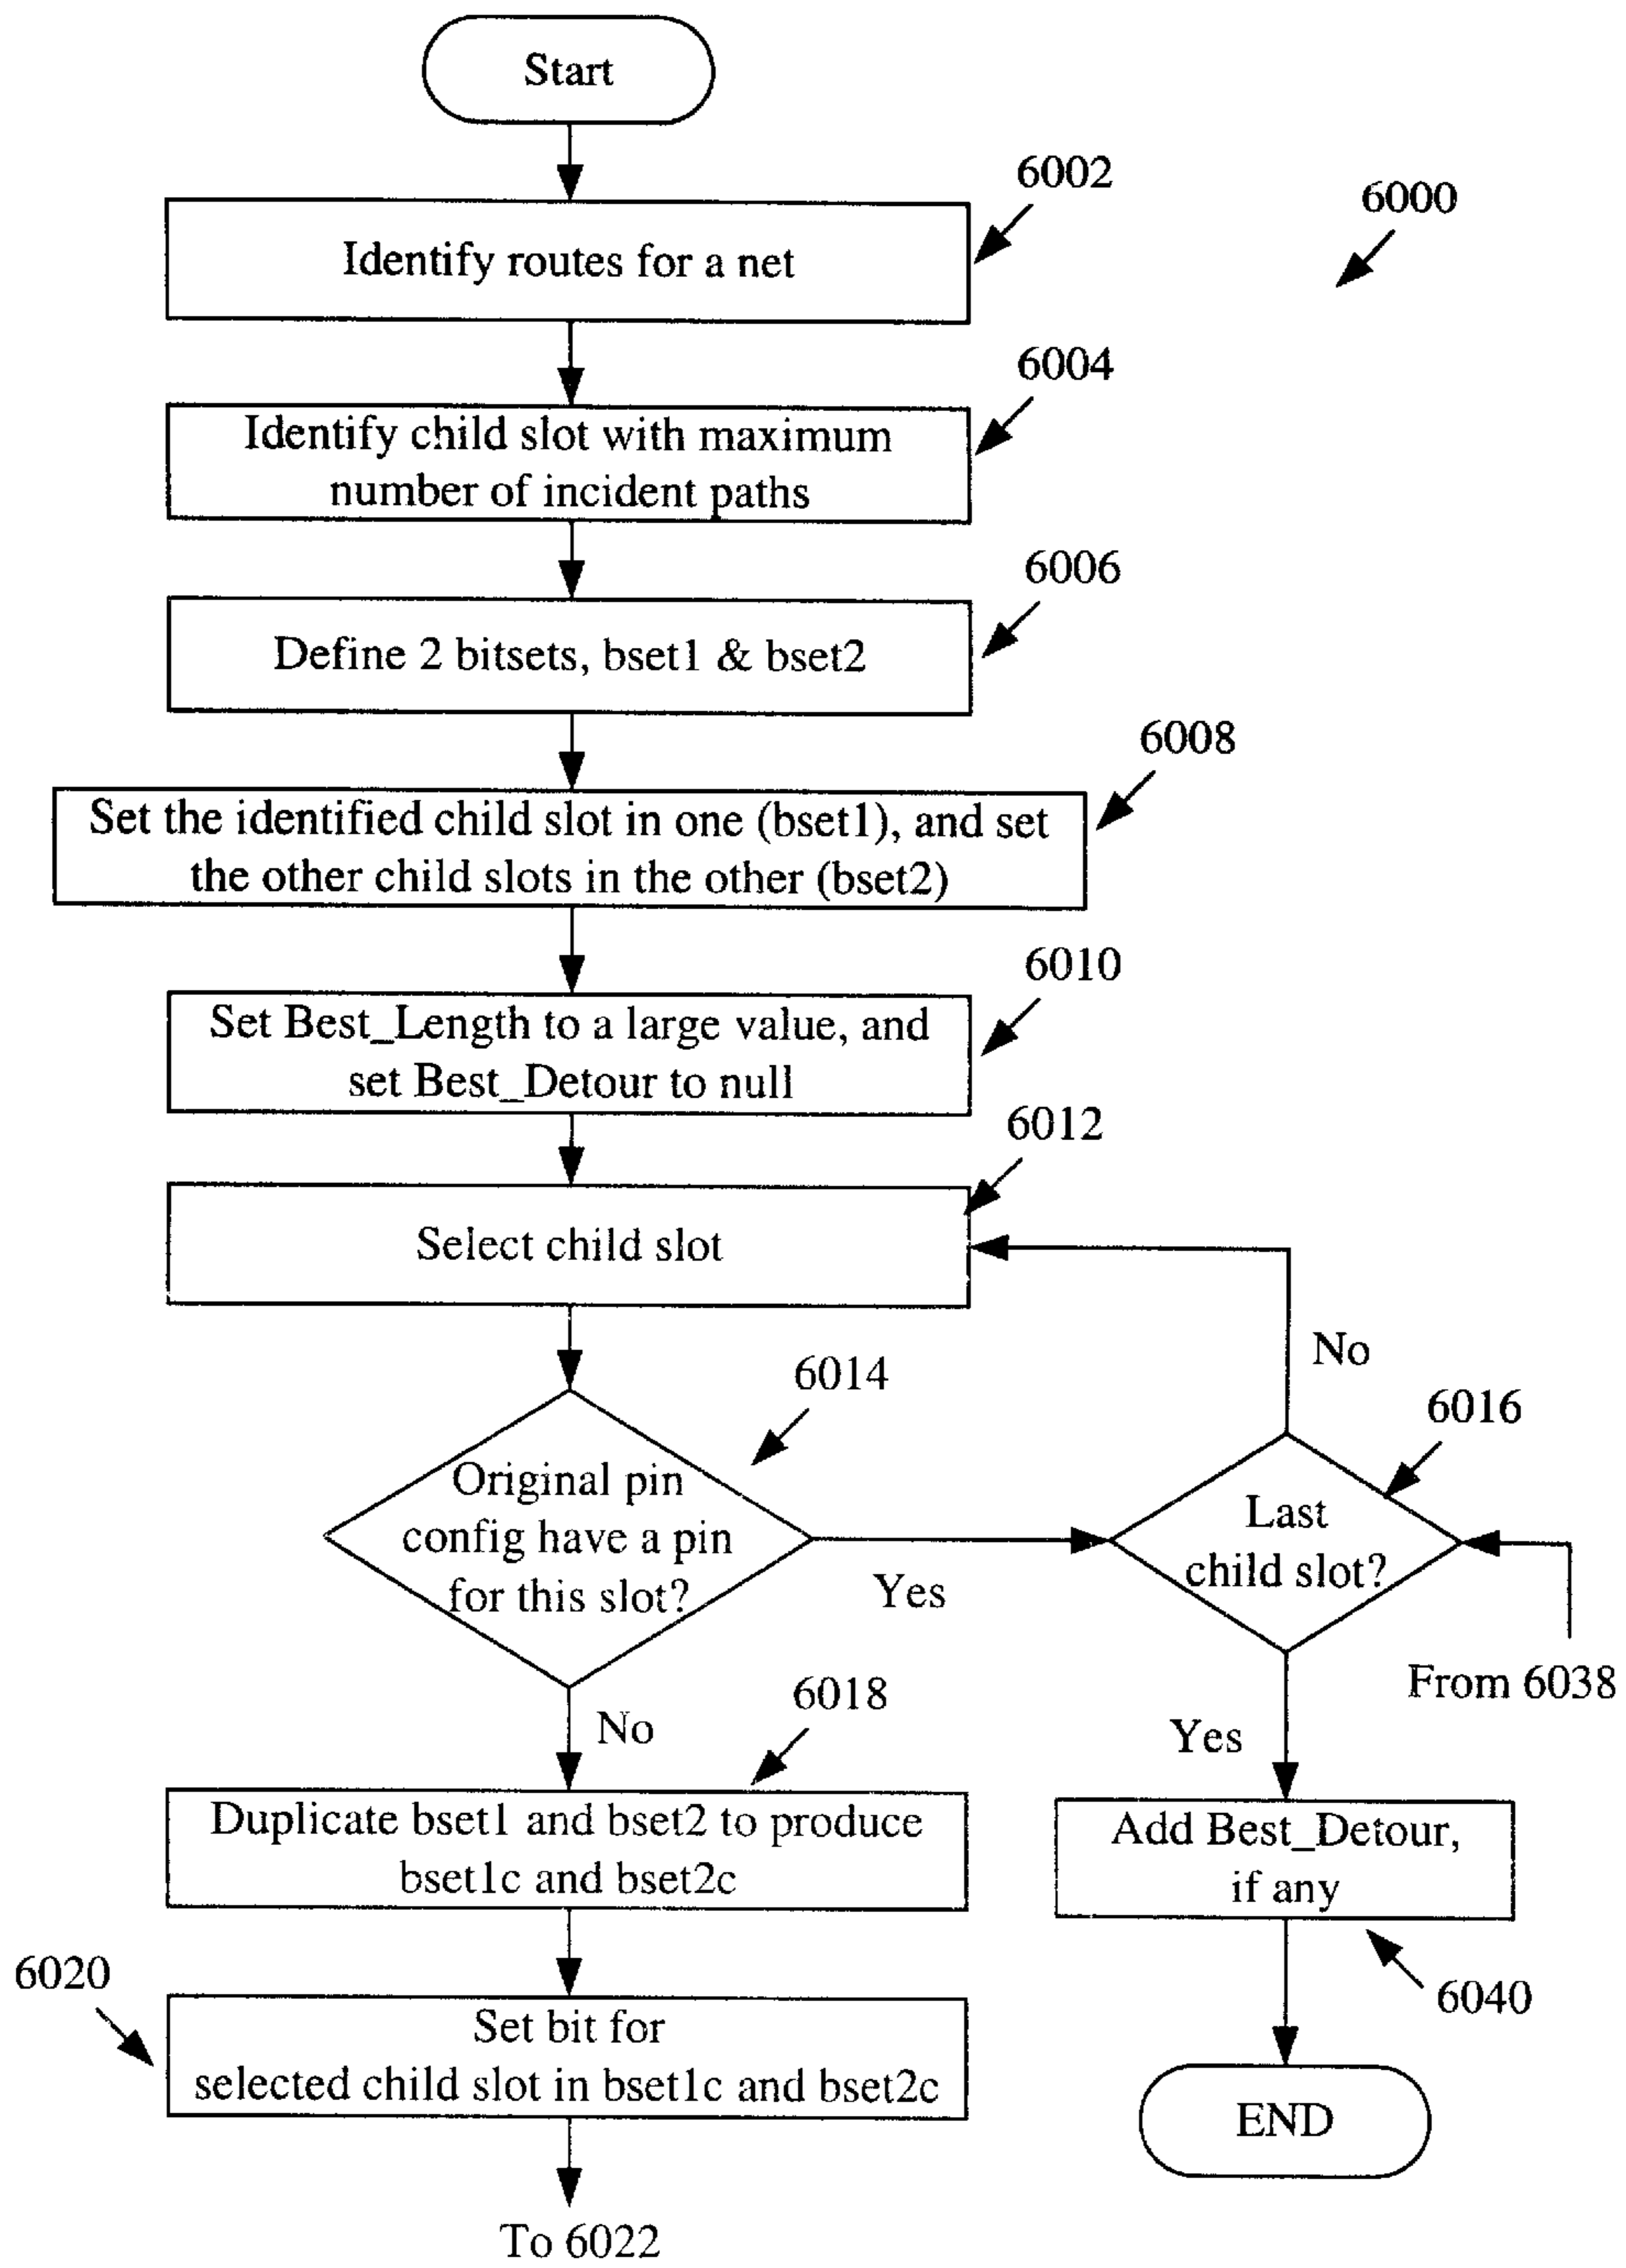 Start
6002
6000
Identify routes for a net
6004
Identify child slot with maximum
number of incident paths
6006
Define 2 bitsets, bset1 & bset2
6008
Set the identified child slot in one (bset1), and set
the other child slots in the other (bset2)
6010
Set Best_Length to a large value, and
set Best_Detour to null
6012
Select child slot
No
6014
6016
Original pin
config have a pin
for this slot?
Last
child slot?
Yes
From 6038
6018
No
Yes
Duplicate bset1 and bset2 to produce
bset1c and bset2c
Add Best_Detour,
if any
6020
6040
Set bit for
selected child slot in bset1c and bset2c
END
To 6022